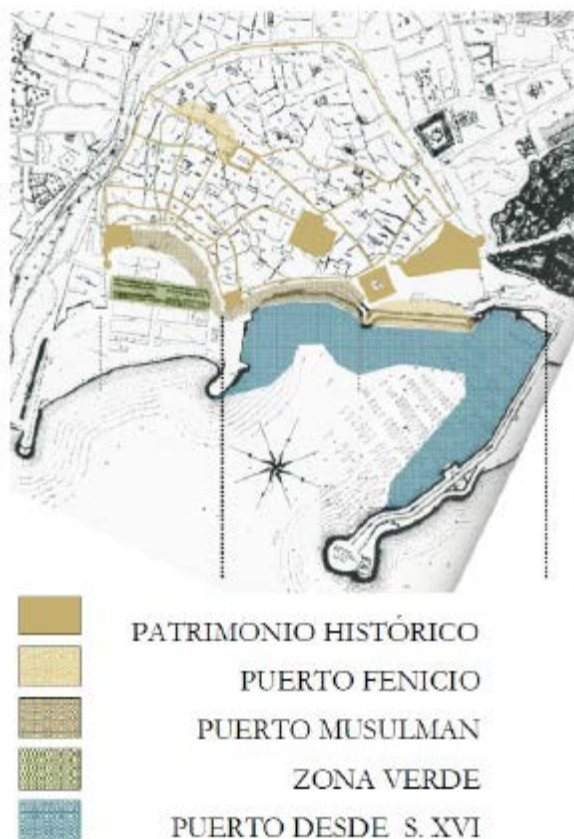 PATRIMONIO HISTÓRICO
PUERTO FENICIO
PUERTO MUSULMAN
ZONA VERDE
PUERTO DESDE S. XVI